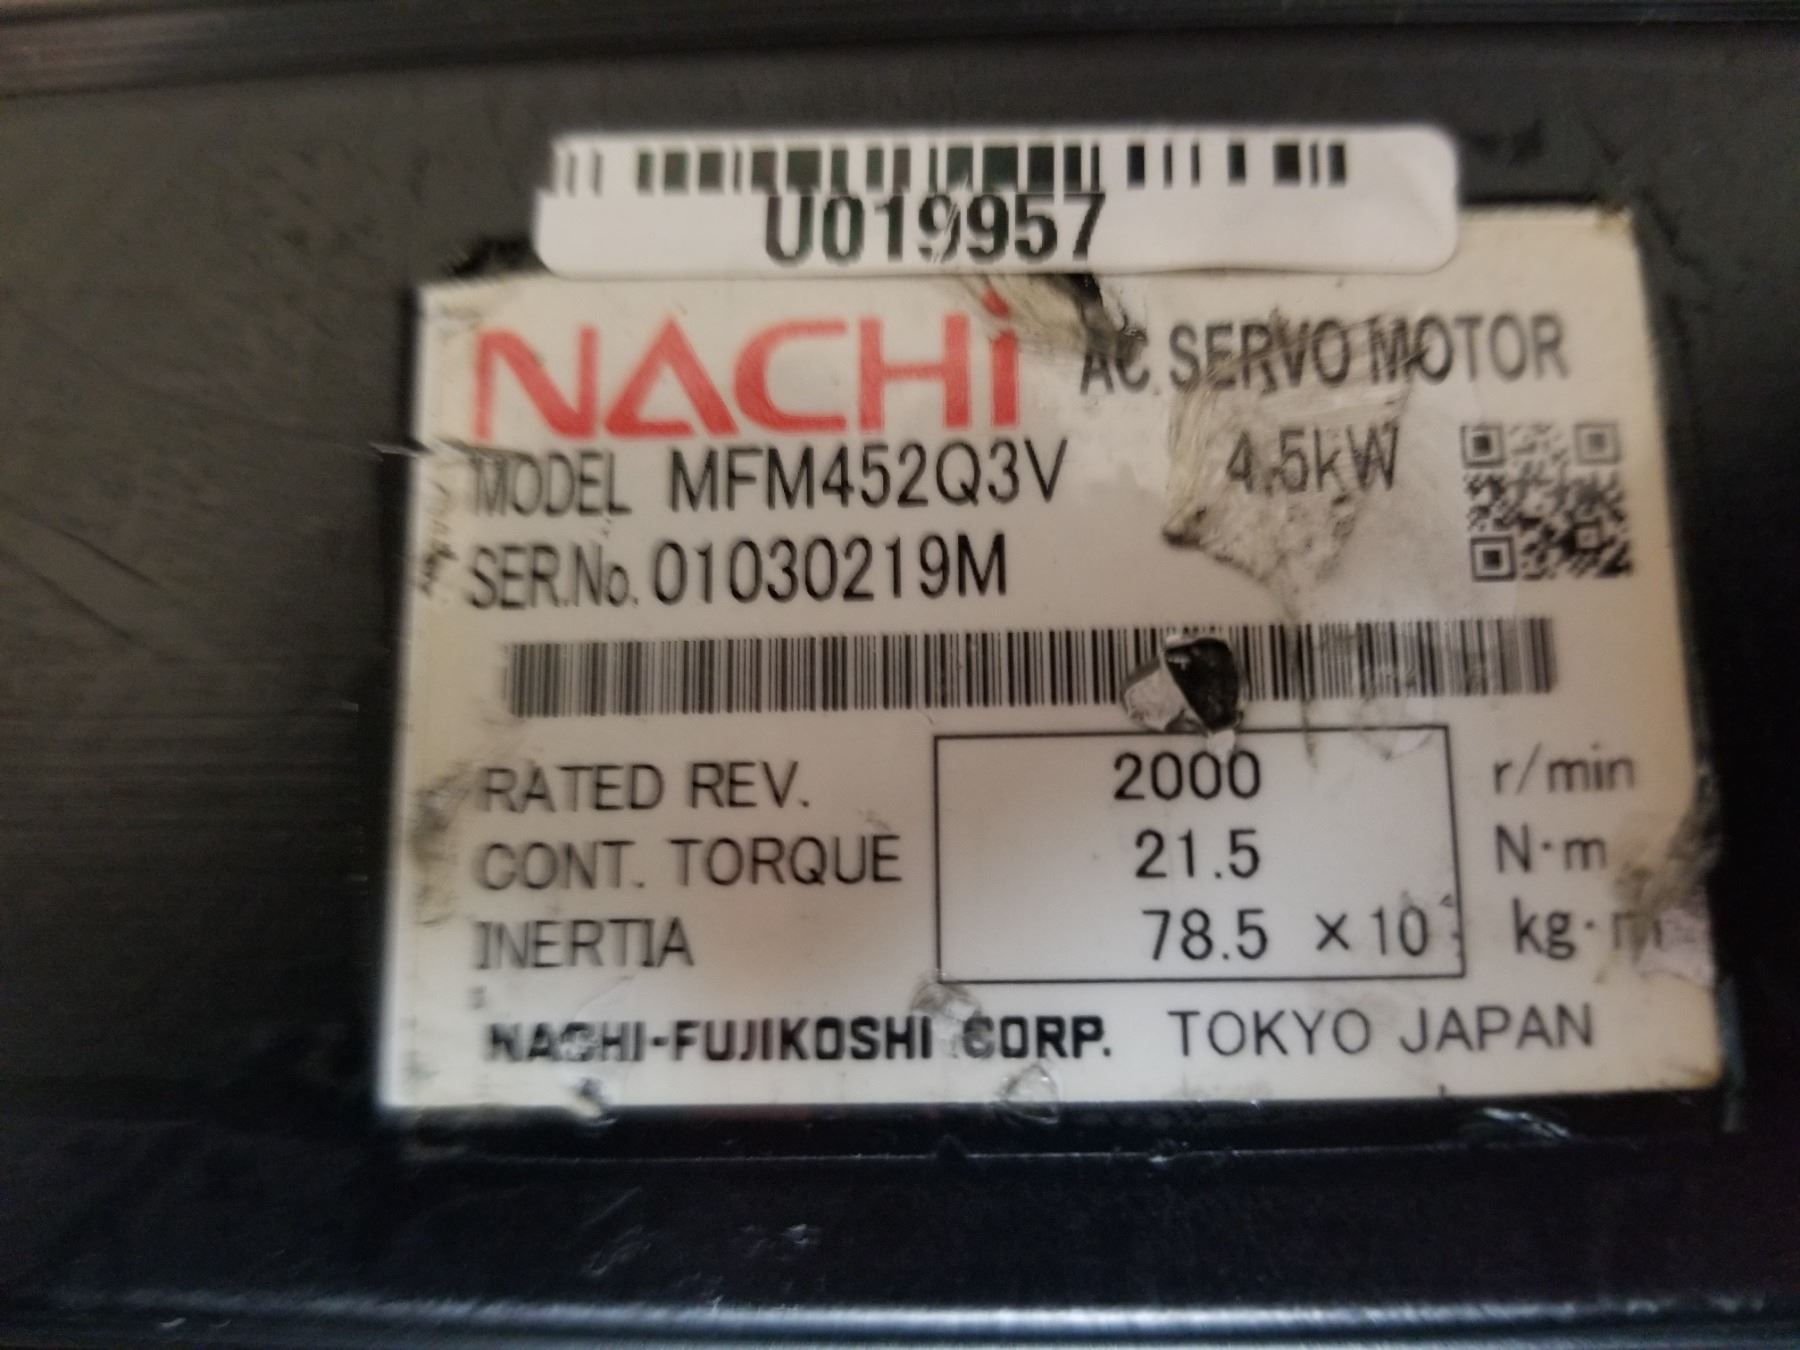 U019957
NACHi AC SERVO MOTOR
MODEL MFM452Q3V 4.5kW
SER.No. 01030219M
RATED REV. 2000 r/min
CONT. TORQUE 21.5 N·m
INERTIA 78.5 ×10 kg·m
NACHI-FUJIKOSHI CORP. TOKYO JAPAN